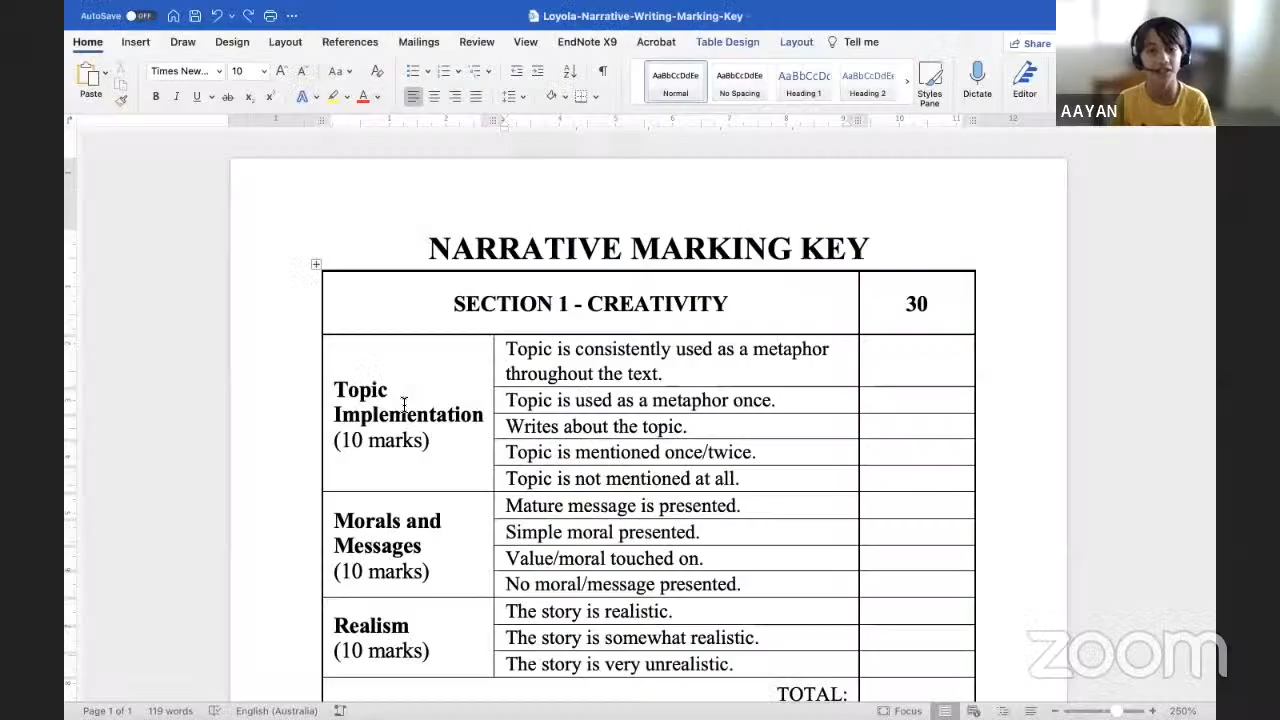 AutoSave OFF
Loyola-Narrative-Writing-Marking-Key
Home Insert Draw Design Layout References Mailings Review View EndNote X9 Acrobat Table Design Layout Tell me
Share
Paste
Times New... 10
AaBbCcDdEe AaBbCcDdEe AaBbCcDc AaBbCcDdEe
Normal No Spacing Heading 1 Heading 2
Styles Pane
Dictate
Editor
AAYAN
NARRATIVE MARKING KEY
SECTION 1 - CREATIVITY 30
Topic
Implementation
(10 marks)
Topic is consistently used as a metaphor
throughout the text.
Topic is used as a metaphor once.
Writes about the topic.
Topic is mentioned once/twice.
Topic is not mentioned at all.
Morals and
Messages
(10 marks)
Mature message is presented.
Simple moral presented.
Value/moral touched on.
No moral/message presented.
Realism
(10 marks)
The story is realistic.
The story is somewhat realistic.
The story is very unrealistic.
TOTAL:
zoom
Page 1 of 1 119 words English (Australia) Focus 250%